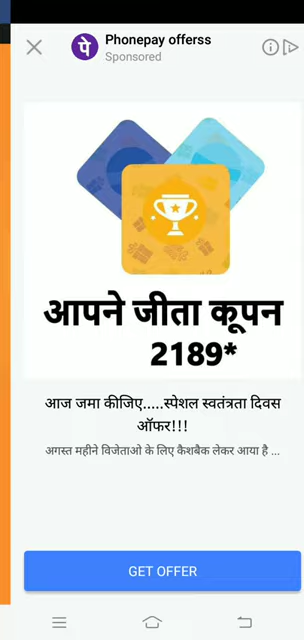 Phonepay offerss
Sponsored
आपने जीता कूपन
2189*
आज जमा कीजिए.....स्पेशल स्वतंत्रता दिवस
ऑफर!!!
अगस्त महीने विजेताओ के लिए कैशबैक लेकर आया है ...
GET OFFER